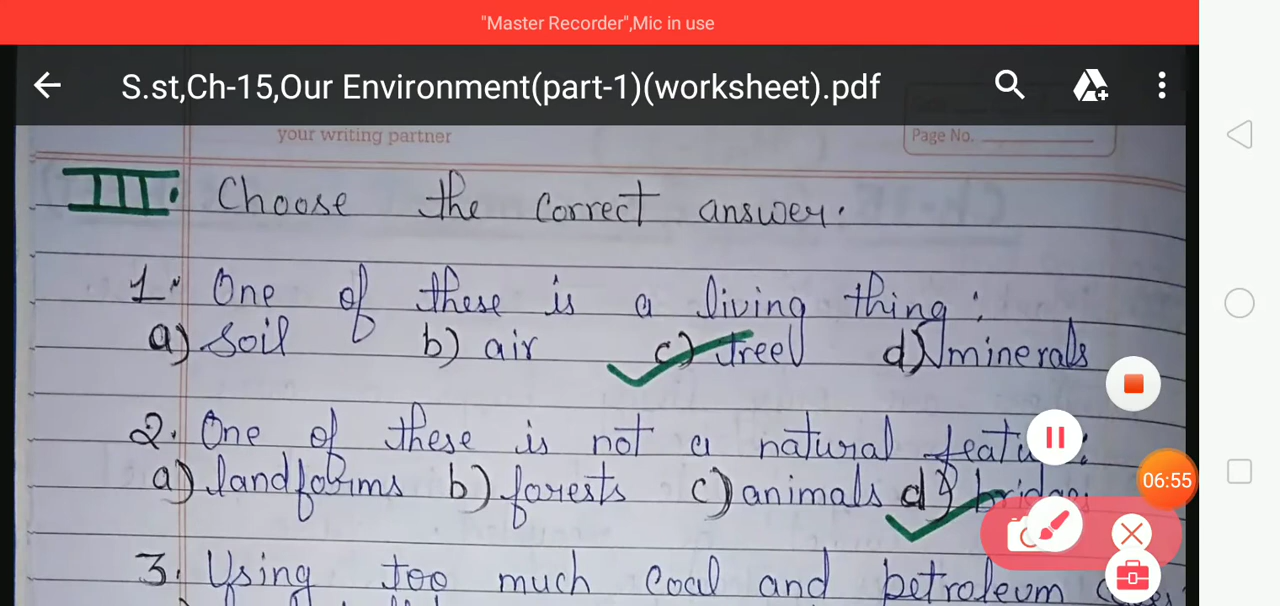 "Master Recorder",Mic in use
S.st,Ch-15,Our Environment(part-1)(worksheet).pdf
your writing partner
Page No.
III. Choose the correct answer.
1. One of these is a living thing:
a) soil b) air c) tree d) minerals
2. One of these is not a natural
a) landforms b) forests c) animals d)
06:55
3. Using too much coal and petroleum